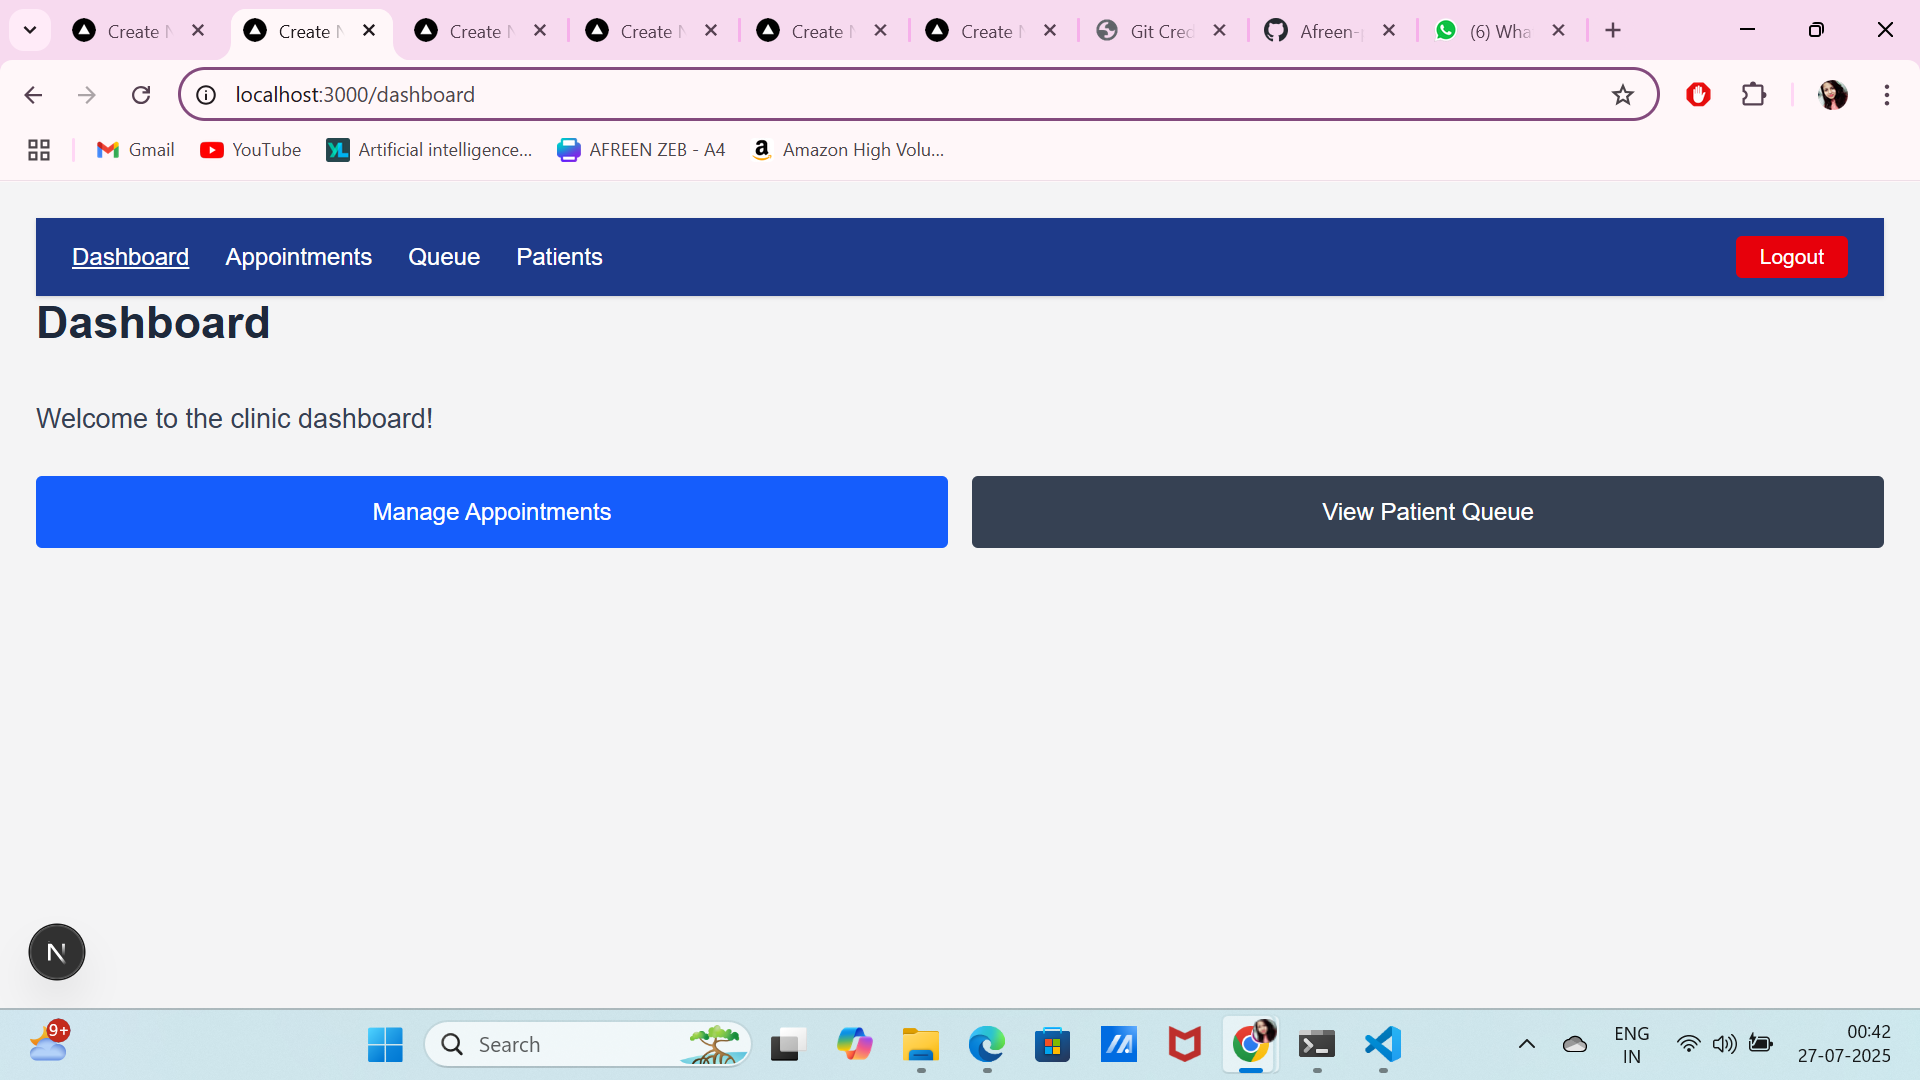 Create N
Create N
Create N
Create N
Create N
Create N
Git Cred
Afreen-
(6) Wha
localhost:3000/dashboard
Gmail
YouTube
YL
Artificial intelligence...
AFREEN ZEB - A4
a
Amazon High Volu...
Dashboard
Appointments
Queue
Patients
Logout
Dashboard
Welcome to the clinic dashboard!
Manage Appointments
View Patient Queue
N
9+
Search
ENG
IN
00:42
27-07-2025